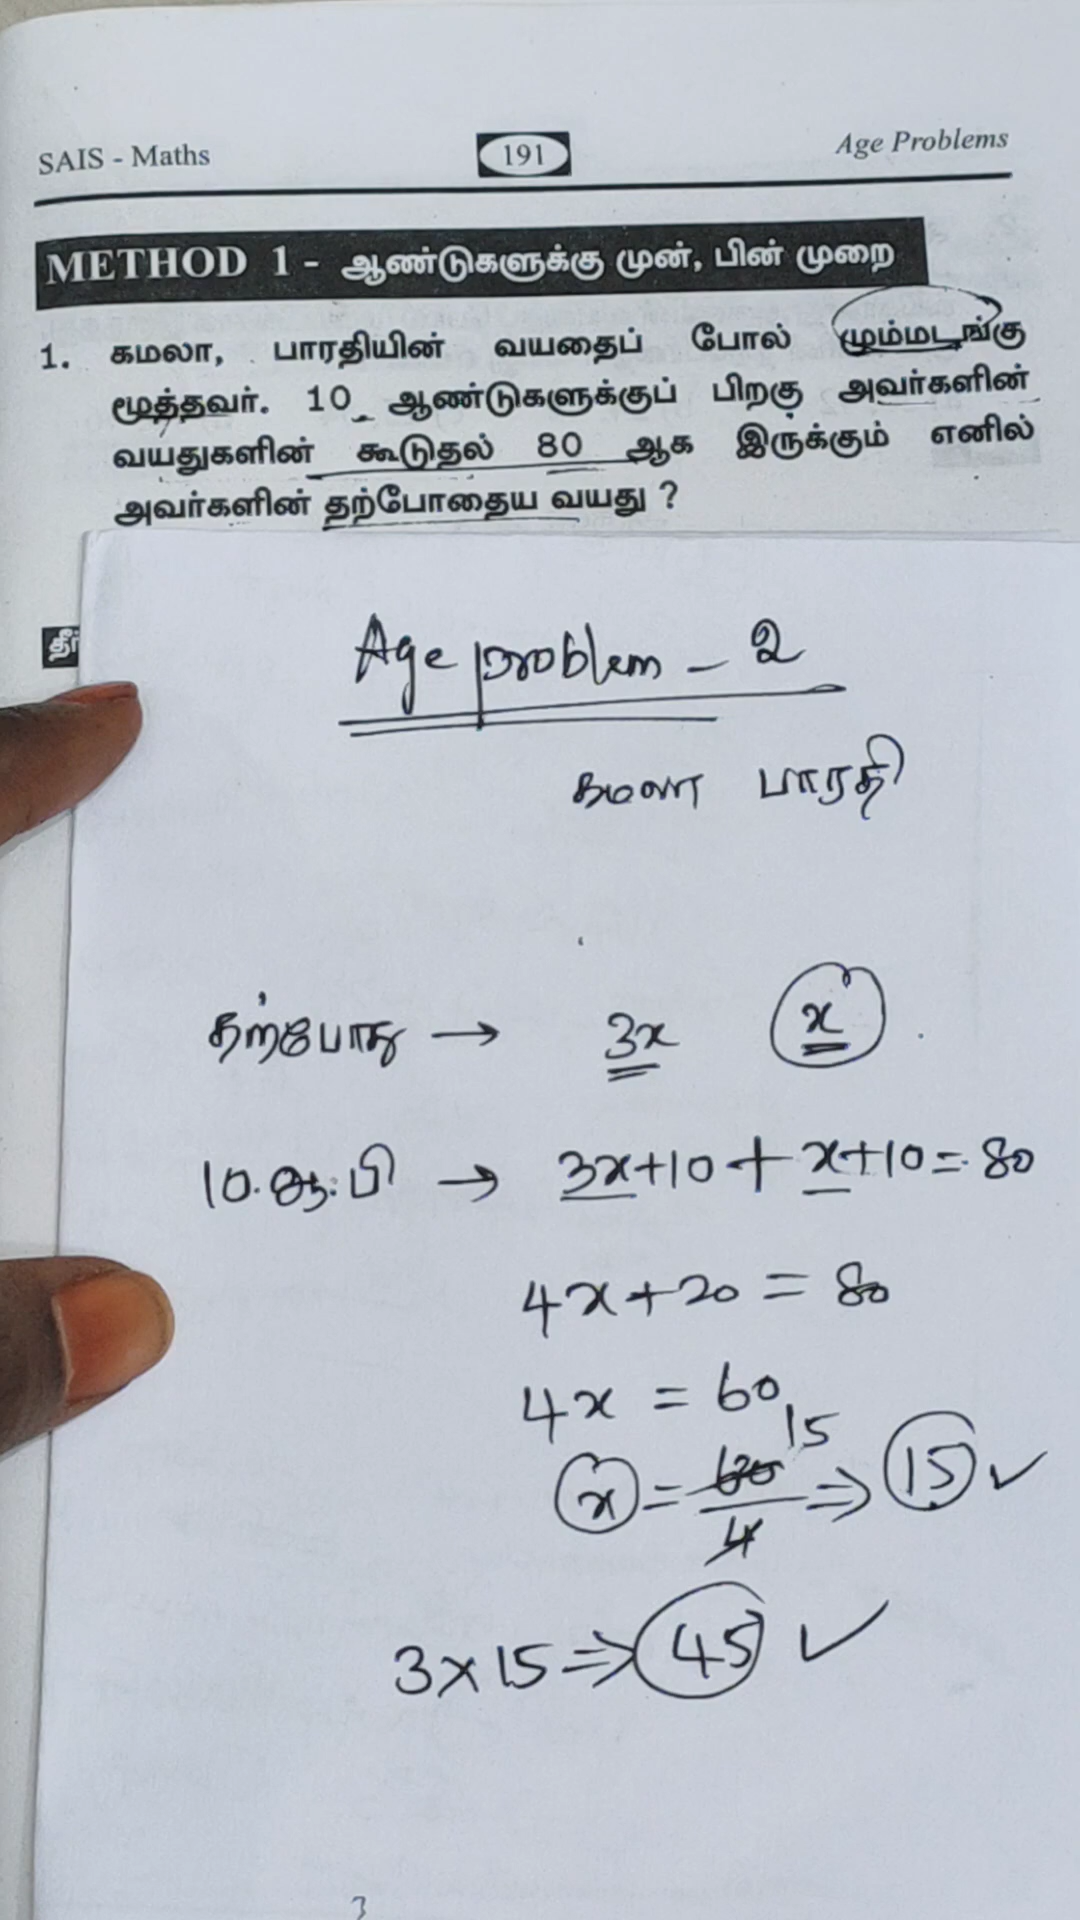 SAIS - Maths 191 Age Problems
METHOD 1 - ஆண்டுகளுக்கு முன், பின் முறை
1. கமலா, பாரதியின் வயதைப் போல் மும்மடங்கு
மூத்தவர். 10 ஆண்டுகளுக்குப் பிறகு அவர்களின்
வயதுகளின் கூடுதல் 80 ஆக இருக்கும் எனில்
அவர்களின் தற்போதைய வயது ?
தீர்
Age problem - 2
கமலா பாரதி
தற்போது → 3x x
10.ஆ.பி → 3x+10 + x+10 = 80
4x+20 = 80
4x = 60
x = 60/4 15 ⇒ 15 ✓
3 x 15 ⇒ 45 ✓